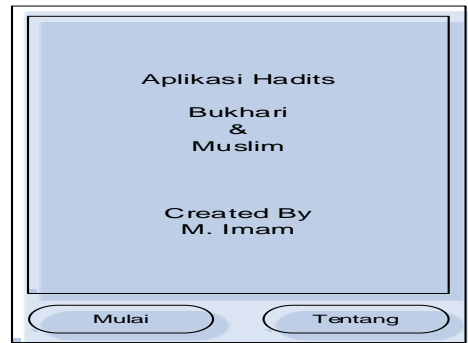 Aplikasi Hadits
Bukhari
&
Muslim
Created By
M. Imam
Mulai
Tentang